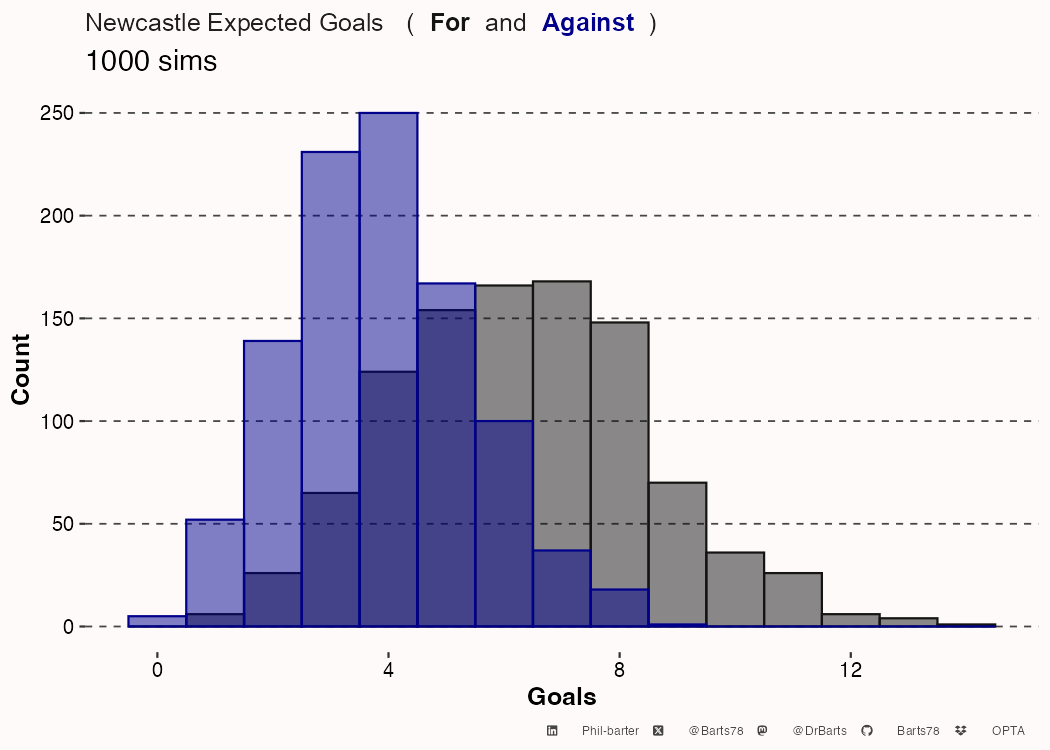 Newcastle Expected Goals ( For and Against )
1000 sims
250
200
150
100
50
0
Count
0 4 8 12
Goals
Phil-barter @Barts78 @DrBarts Barts78 OPTA